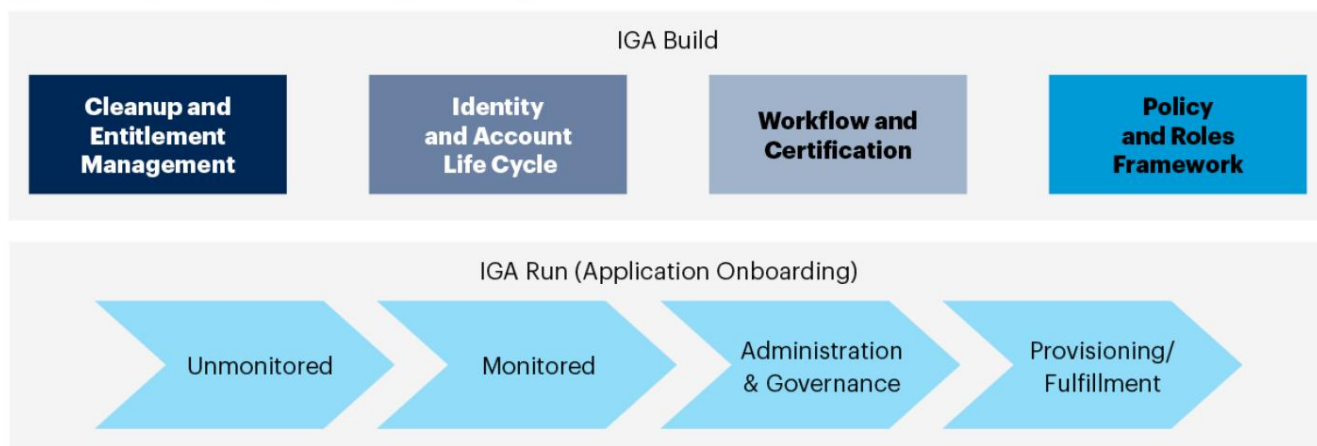 IGA Build
Cleanup and
Entitlement
Management
Identity
and Account
Life Cycle
Workflow and
Certification
Policy
and Roles
Framework
IGA Run (Application Onboarding)
Unmonitored
Monitored
Administration
& Governance
Provisioning/
Fulfillment